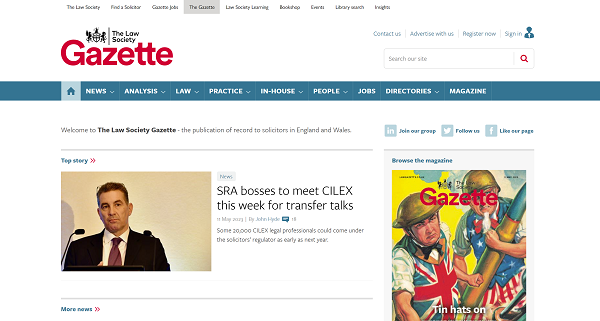 The Law Society Find a Solicitor Gazette Jobs The Gazette Law Society Learning Bookshop Events Library search Insights
The Law
Society
Gazette
Contact us Advertise with us Register now Sign in
Search our site
NEWS ANALYSIS LAW PRACTICE IN-HOUSE PEOPLE JOBS DIRECTORIES MAGAZINE
Welcome to The Law Society Gazette - the publication of record to solicitors in England and Wales.
Join our group Follow us Like our page
Top story
News
SRA bosses to meet CILEX
this week for transfer talks
11 May 2023 | By John Hyde 18
Some 20,000 CILEX legal professionals could come under
the solicitors' regulator as early as next year.
More news
Browse the magazine
The Law
Society
Gazette
Tin hats on